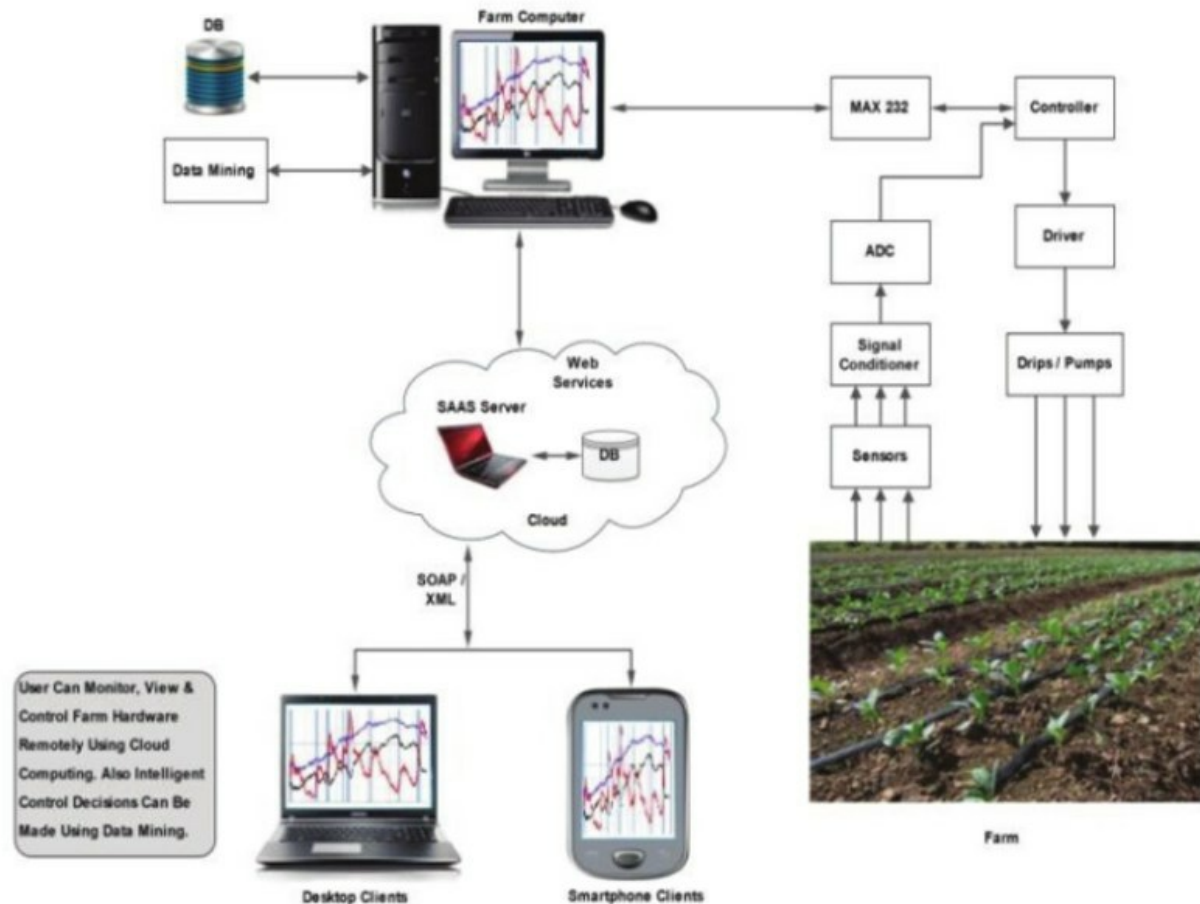 Farm Computer
DB
Data Mining
MAX 232
Controller
ADC
Driver
Signal
Conditioner
Drips / Pumps
Sensors
Web
Services
SAAS Server
DB
Cloud
SOAP /
XML
User Can Monitor, View &
Control Farm Hardware
Remotely Using Cloud
Computing. Also Intelligent
Control Decisions Can Be
Made Using Data Mining.
Farm
Desktop Clients
Smartphone Clients